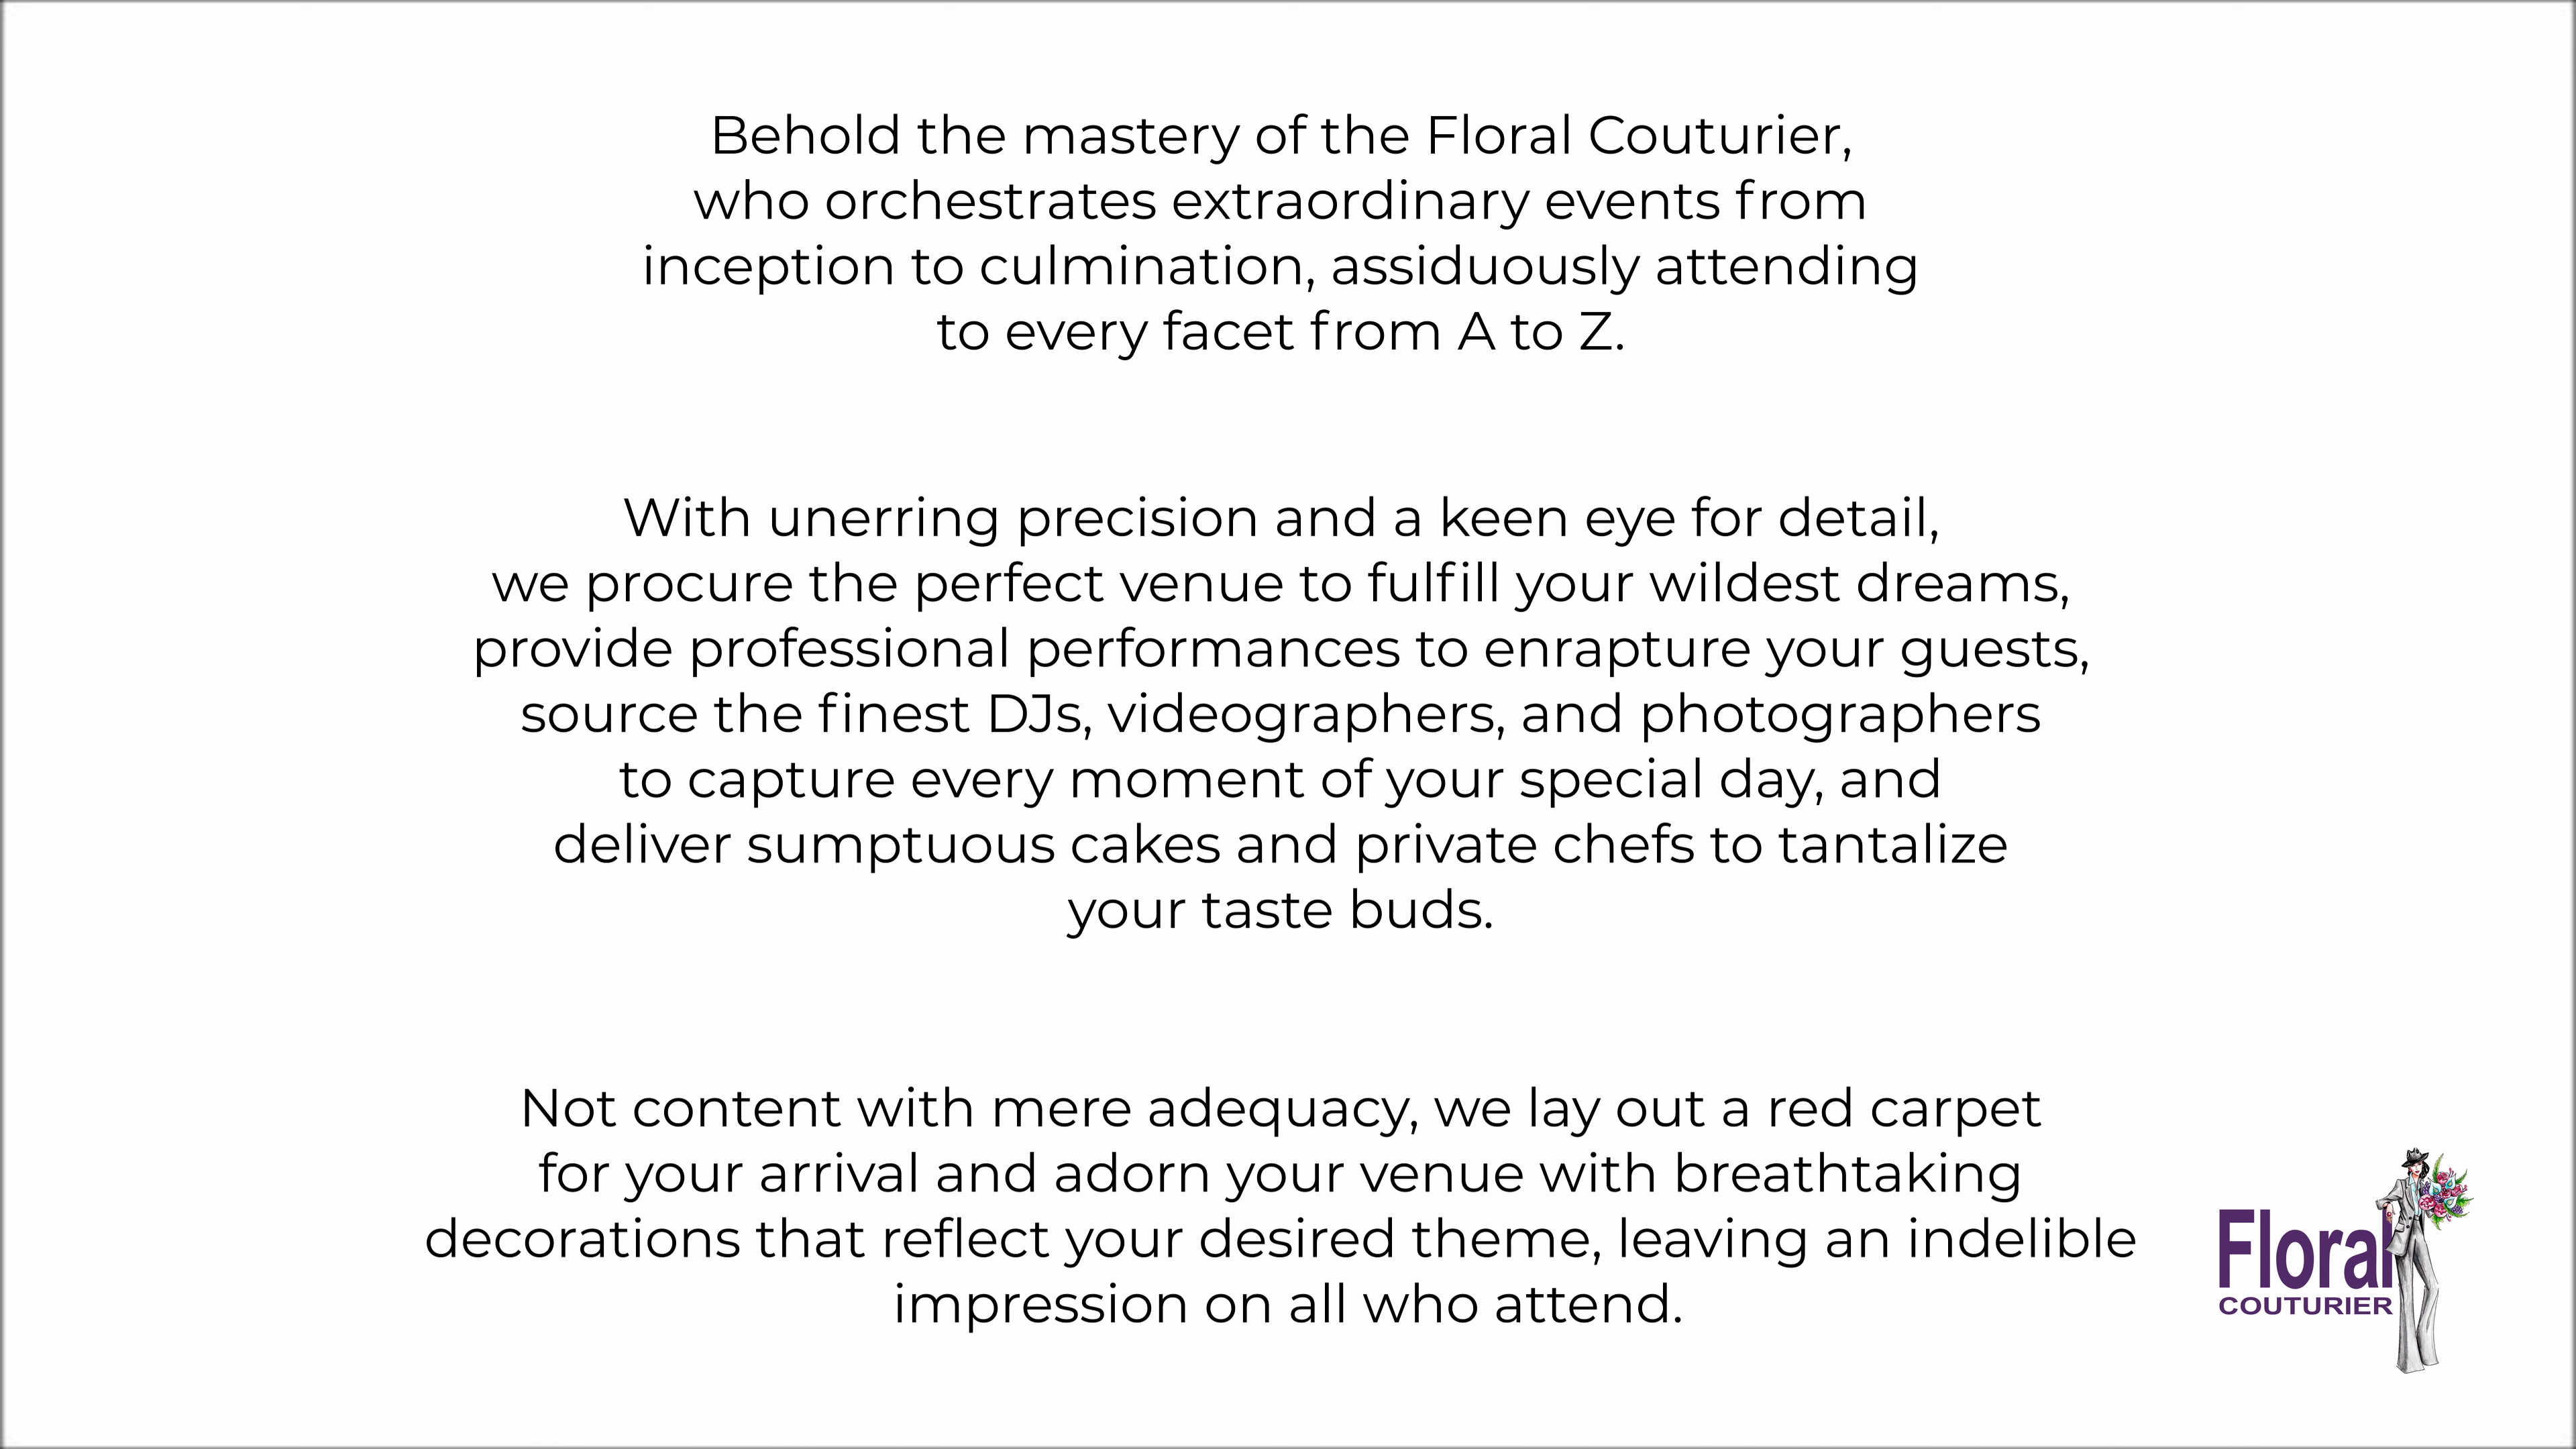 Behold the mastery of the Floral Couturier,
who orchestrates extraordinary events from
inception to culmination, assiduously attending
to every facet from A to Z.
With unerring precision and a keen eye for detail,
we procure the perfect venue to fulfill your wildest dreams,
provide professional performances to enrapture your guests,
source the finest DJs, videographers, and photographers
to capture every moment of your special day, and
deliver sumptuous cakes and private chefs to tantalize
your taste buds.
Not content with mere adequacy, we lay out a red carpet
for your arrival and adorn your venue with breathtaking
decorations that reflect your desired theme, leaving an indelible
impression on all who attend.
Floral
COUTURIER